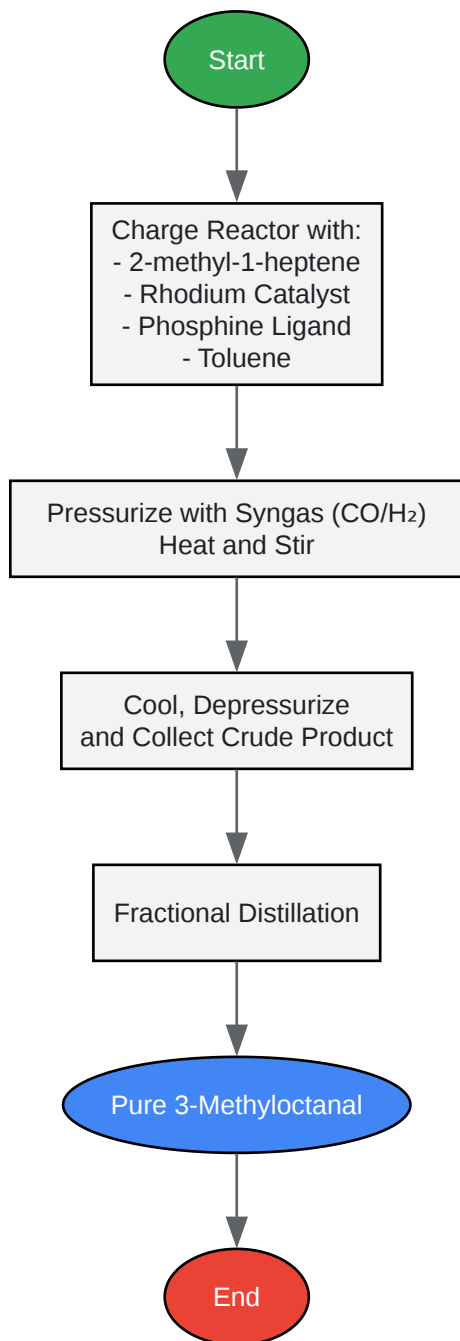 Start
Charge Reactor with:
- 2-methyl-1-heptene
- Rhodium Catalyst
- Phosphine Ligand
- Toluene
Pressurize with Syngas (CO/H₂)
Heat and Stir
Cool, Depressurize
and Collect Crude Product
Fractional Distillation
Pure 3-Methyloctanal
End